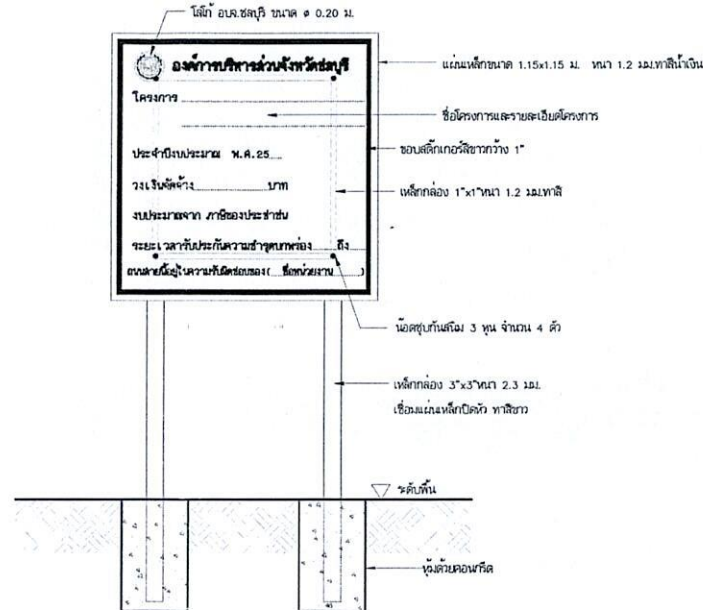 โลโก้ อบจ.ชลบุรี ขนาด ø 0.20 ม.
องค์การบริหารส่วนจังหวัดชลบุรี
แผ่นเหล็กขนาด 1.15x1.15 ม. หนา 1.2 มม.ทาสีน้ำเงิน
โครงการ
ชื่อโครงการและรายละเอียดโครงการ
ขอบสติ๊กเกอร์สีขาวกว้าง 1"
ประจำปีงบประมาณ พ.ศ.25
วงเงินจัดจ้าง บาท
เหล็กกล่อง 1"x1"หนา 1.2 มม.ทาสี
งบประมาณจาก ภาษีของประชาชน
ระยะเวลารับประกันความชำรุดบกพร่อง ถึง
ถนนสายนี้อยู่ในความรับผิดชอบของ( ชื่อหน่วยงาน )
น๊อตชุบกันสนิม 3 หุน จำนวน 4 ตัว
เหล็กกล่อง 3"x3"หนา 2.3 มม.
เชื่อมแผ่นเหล็กปิดหัว ทาสีขาว
ระดับพื้น
หุ้มด้วยคอนกรีต